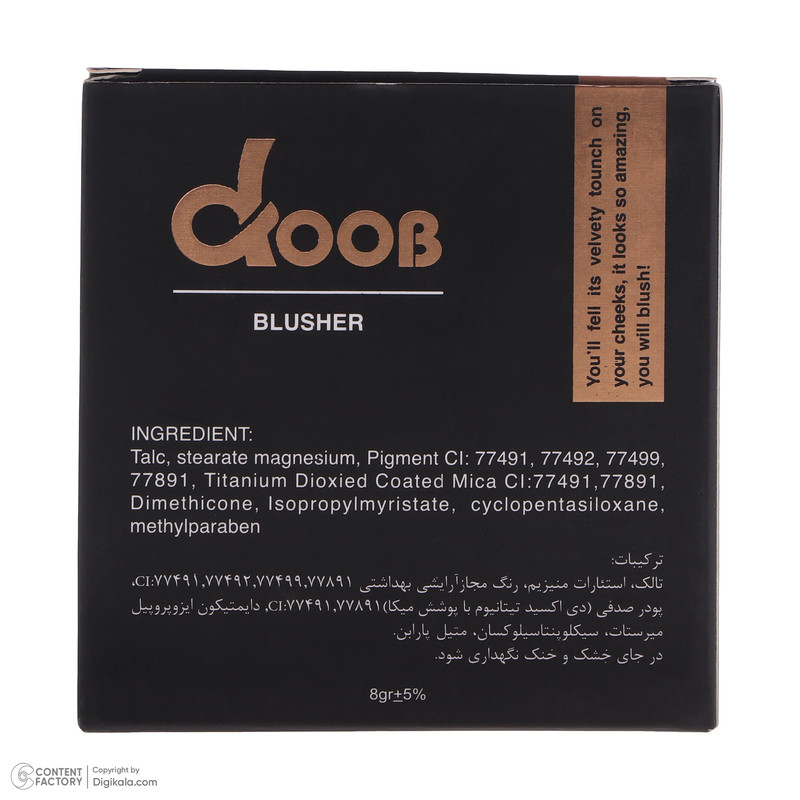 dooB
BLUSHER
You'll fell its velvety tounch on
your cheeks, it looks so amazing,
you will blush!
INGREDIENT:
Talc, stearate magnesium, Pigment CI: 77491, 77492, 77499,
77891, Titanium Dioxied Coated Mica CI:77491,77891,
Dimethicone, Isopropylmyristate, cyclopentasiloxane,
methylparaben
ترکیبات:
تالک، استئارات منیزیم، رنگ مجازآرایشی بهداشتی CI:۷۷۴۹۱,۷۷۴۹۲,۷۷۴۹۹,۷۷۸۹۱،
پودر صدفی (دی اکسید تیتانیوم با پوشش میکا)CI:۷۷۴۹۱,۷۷۸۹۱، دایمتیکون ایزوپروپیل
میرستات، سیکلوپنتاسیلوکسان، متیل پارابن.
در جای خشک و خنک نگهداری شود.
8gr±5%
CONTENT FACTORY
Copyright by
Digikala.com